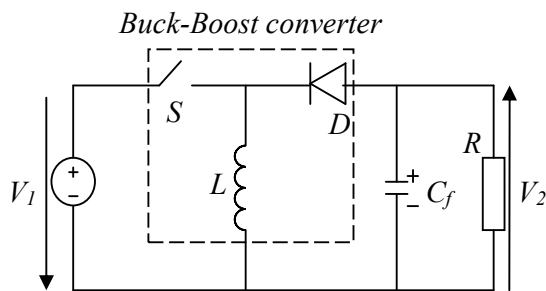 Buck-Boost converter
S
D
R
+
−
V1
L
+
−
Cf
V2